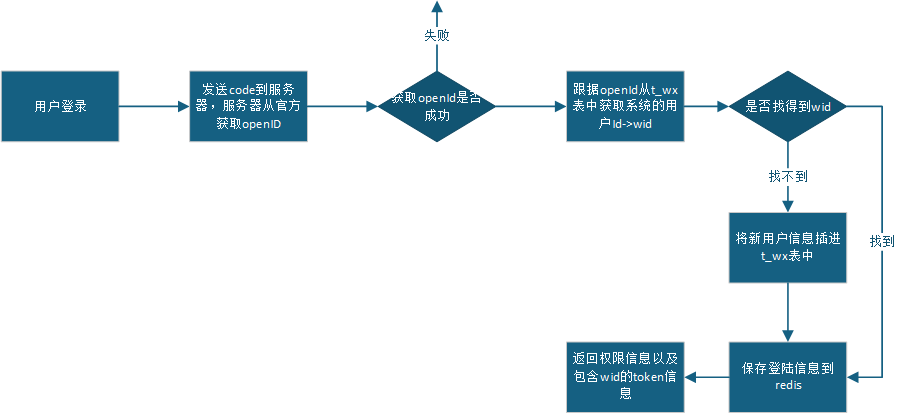 失败
用户登录
发送code到服务
器，服务器从官方
获取openID
获取openId是否
成功
跟据openId从t_wx
表中获取系统的用
户Id->wid
是否找得到wid
找不到
找到
将新用户信息插进
t_wx表中
返回权限信息以及
包含wid的token信
息
保存登陆信息到
redis